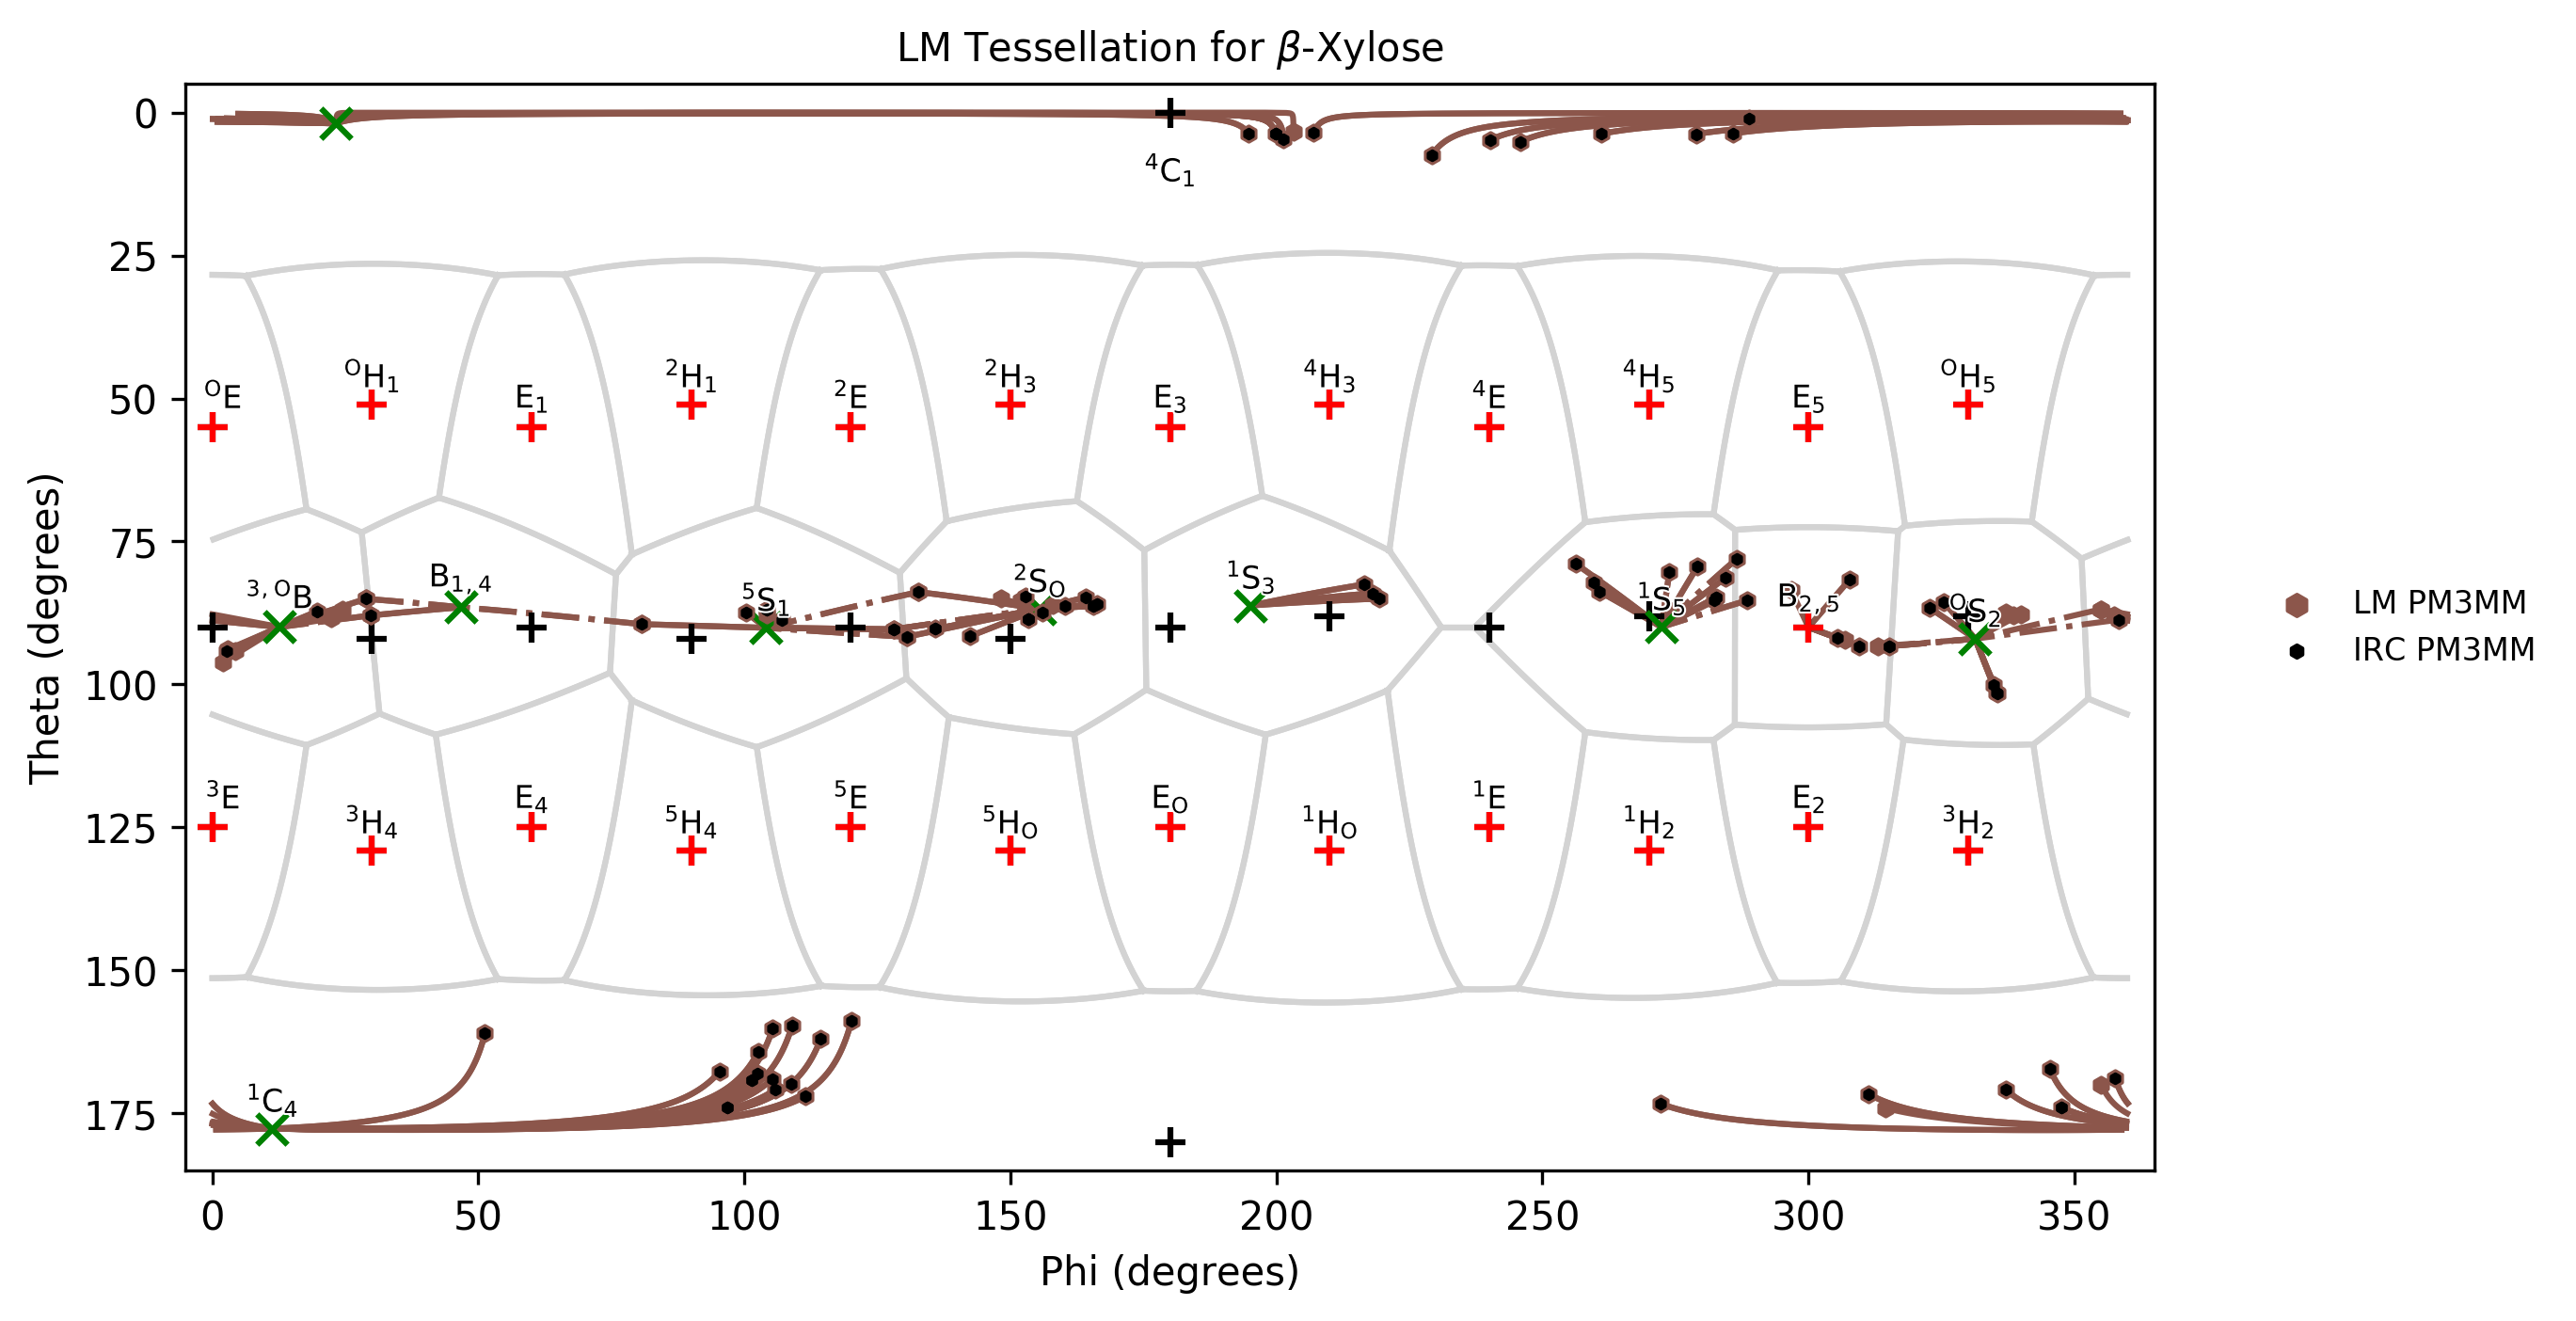 LM Tessellation for β-Xylose
0
⁴C₁
25
ᴼH₁ ²H₁ ²H₃ ⁴H₃ ⁴H₅ ᴼH₅
50
ᴼE E₁ ²E E₃ ⁴E E₅
75
³,ᴼB B₁,₄ ⁵S₁ ²Sₒ ¹S₃ ¹S₅ B₂,₅ ᴼS₂
LM PM3MM
IRC PM3MM
100
³E E₄ ⁵E Eₒ ¹E E₂
125
³H₄ ⁵H₄ ⁵Hₒ ¹Hₒ ¹H₂ ³H₂
150
¹C₄
175
Theta (degrees)
0 50 100 150 200 250 300 350
Phi (degrees)